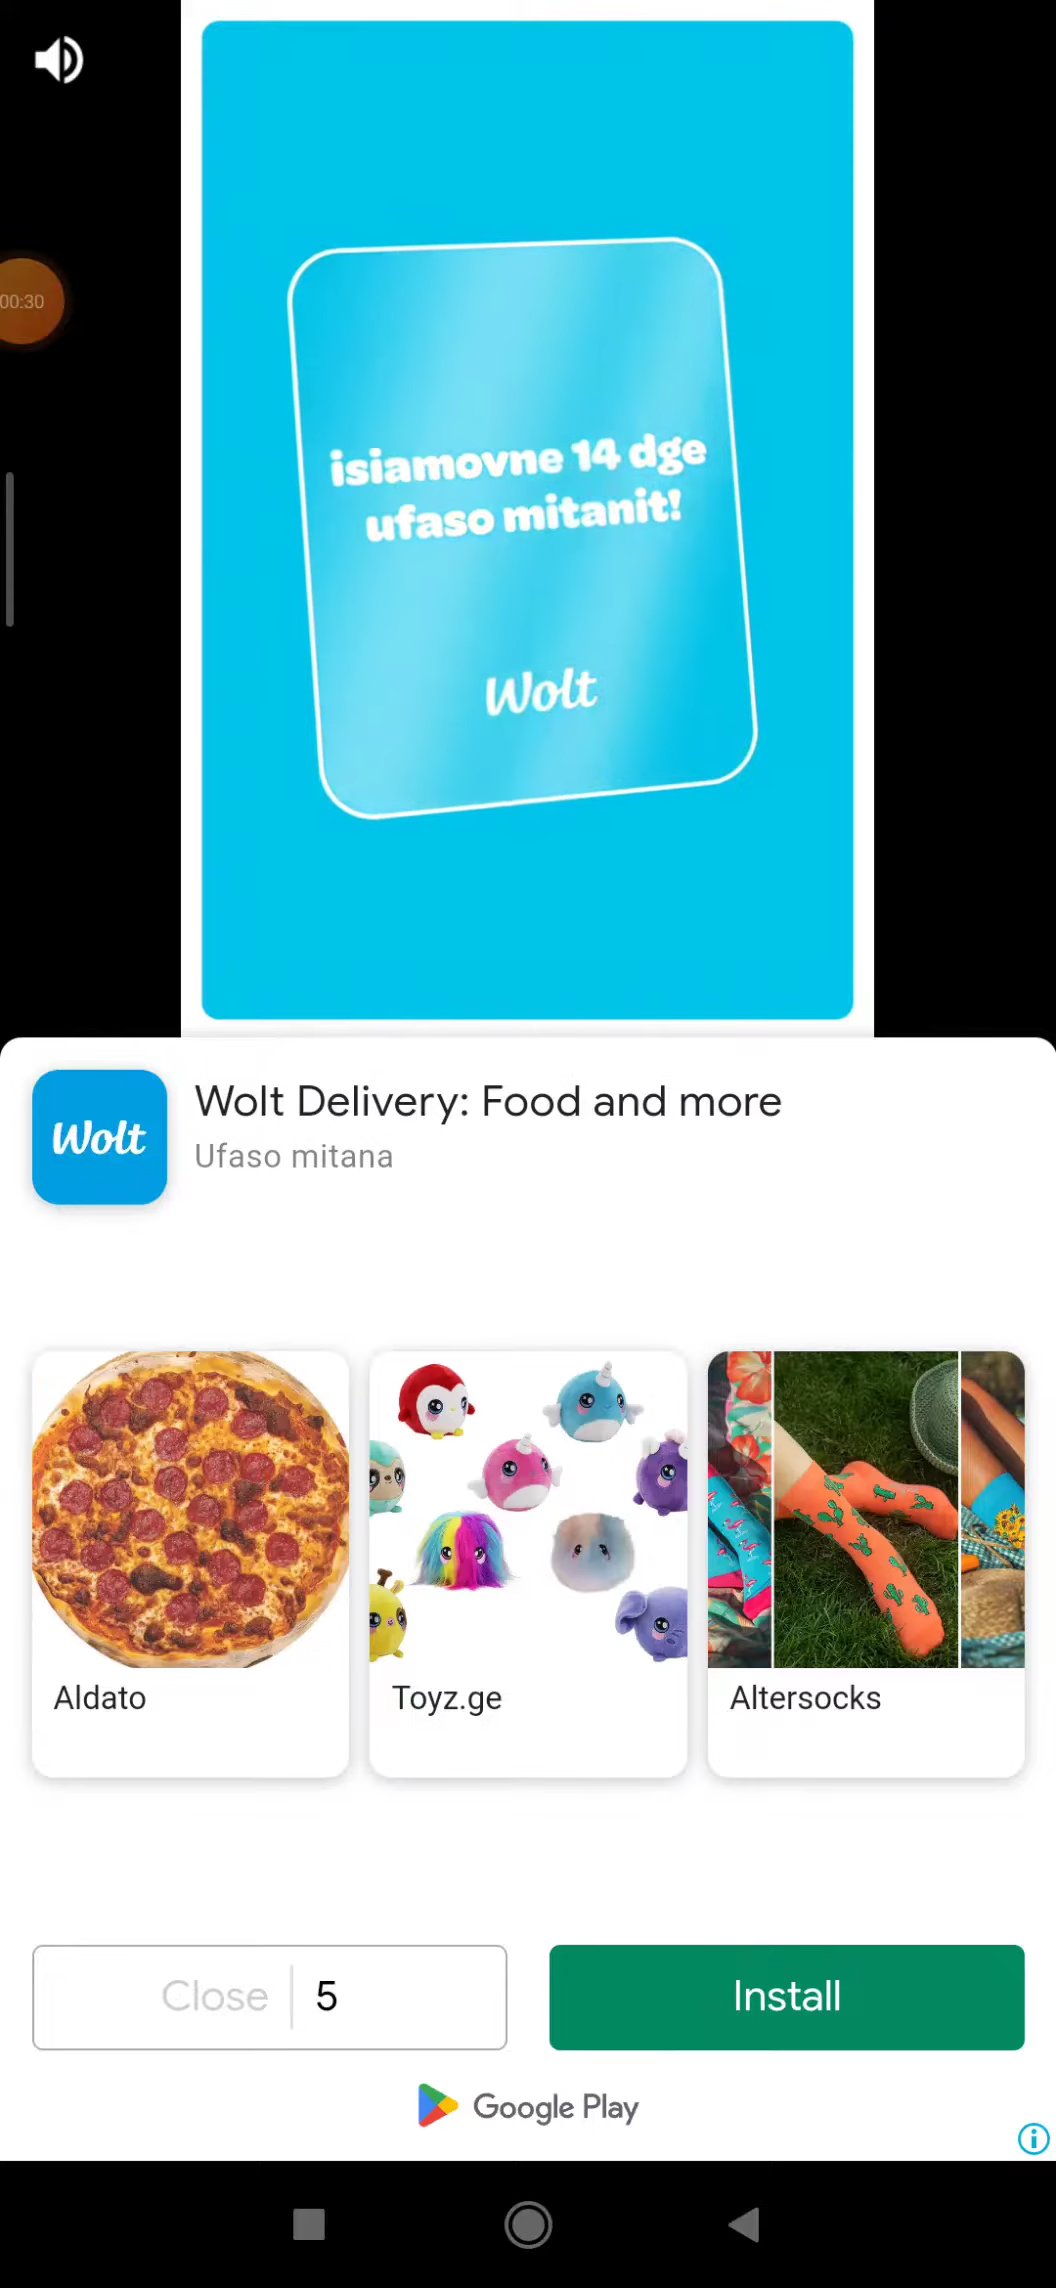 00:30
isiamovne 14 dge
ufaso mitanit!
Wolt
Wolt
Wolt Delivery: Food and more
Ufaso mitana
Aldato
Toyz.ge
Altersocks
Close 5
Install
Google Play